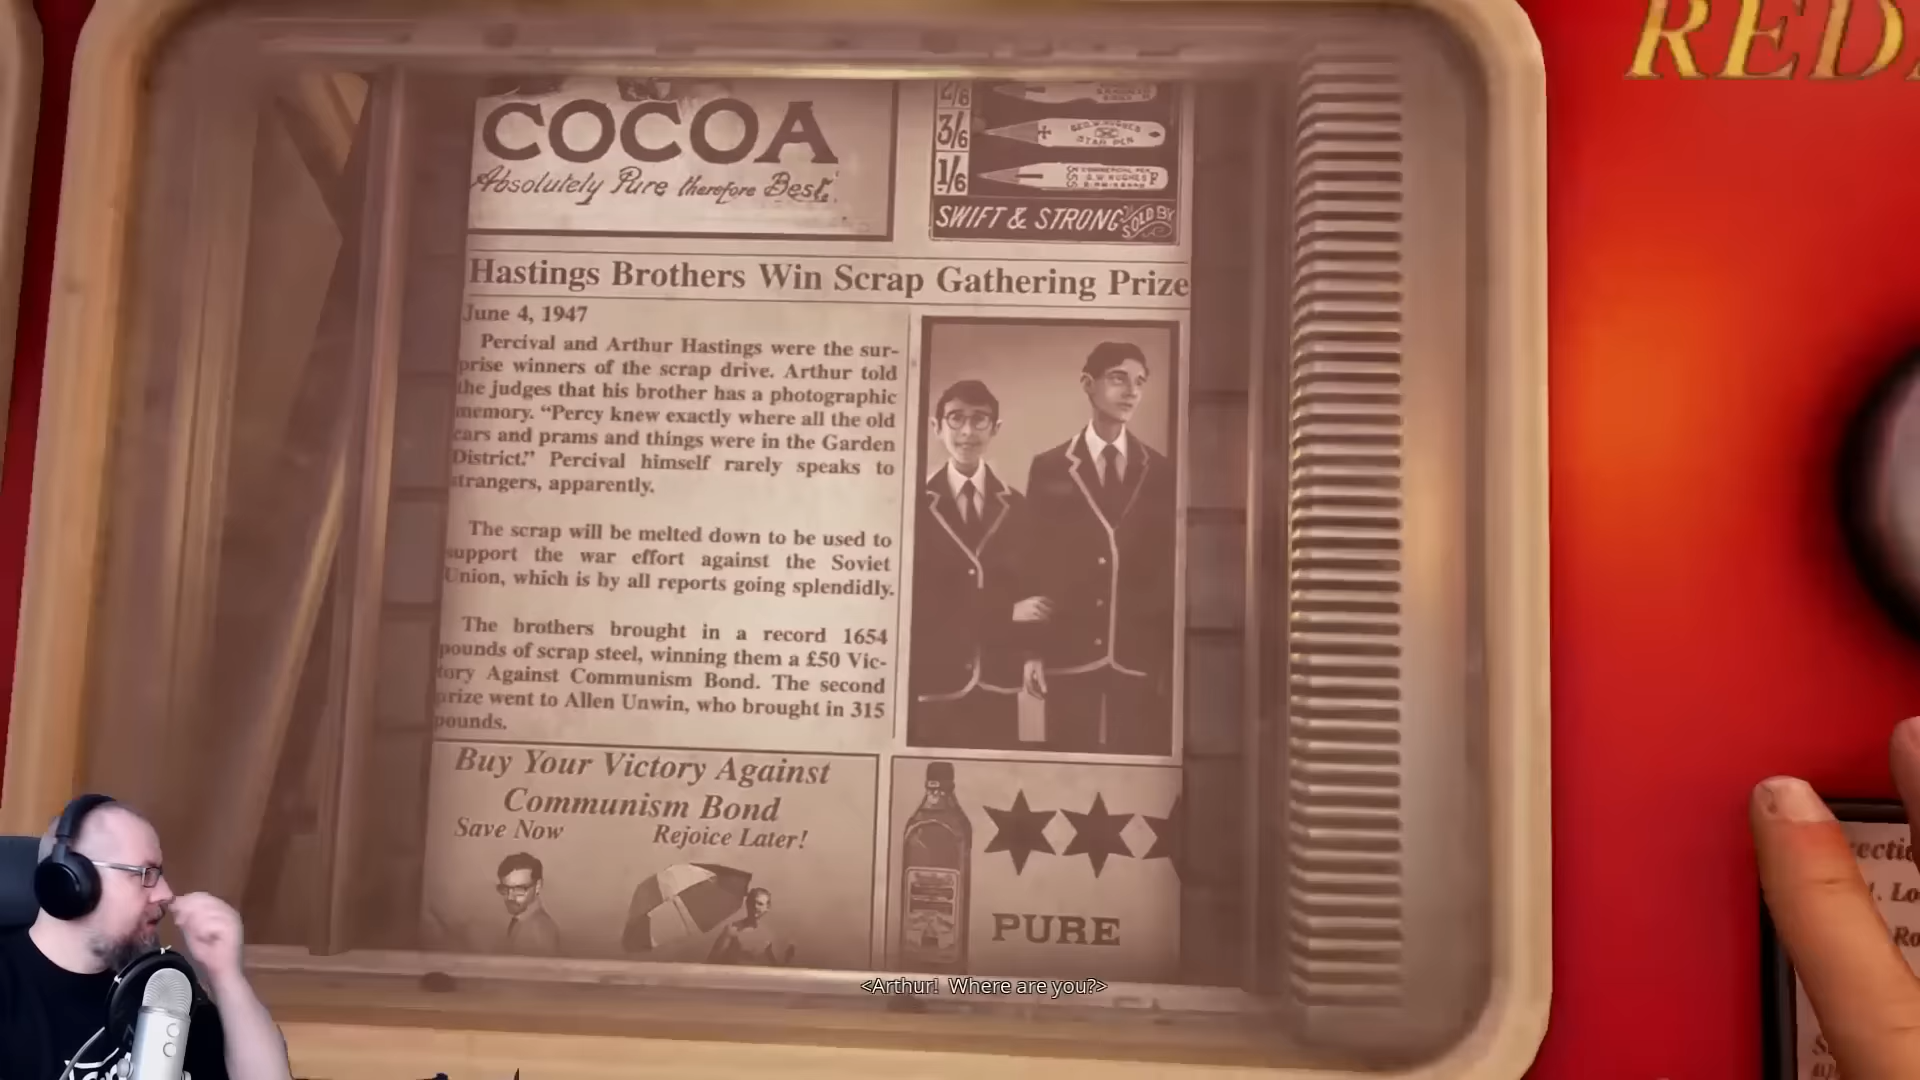 COCOA
Absolutely Pure therefore Best.
2/6
3/6
STAR PEN
1/6
SWIFT & STRONG SOLD BY
Hastings Brothers Win Scrap Gathering Prize
June 4, 1947
Percival and Arthur Hastings were the sur-
prise winners of the scrap drive. Arthur told
the judges that his brother has a photographic
memory. “Percy knew exactly where all the old
cars and prams and things were in the Garden
District.” Percival himself rarely speaks to
strangers, apparently.
The scrap will be melted down to be used to
support the war effort against the Soviet
Union, which is by all reports going splendidly.
The brothers brought in a record 1654
pounds of scrap steel, winning them a £50 Vic-
tory Against Communism Bond. The second
prize went to Allen Unwin, who brought in 315
pounds.
Buy Your Victory Against
Communism Bond
Save Now Rejoice Later!
PURE
<Arthur! Where are you?>
RED